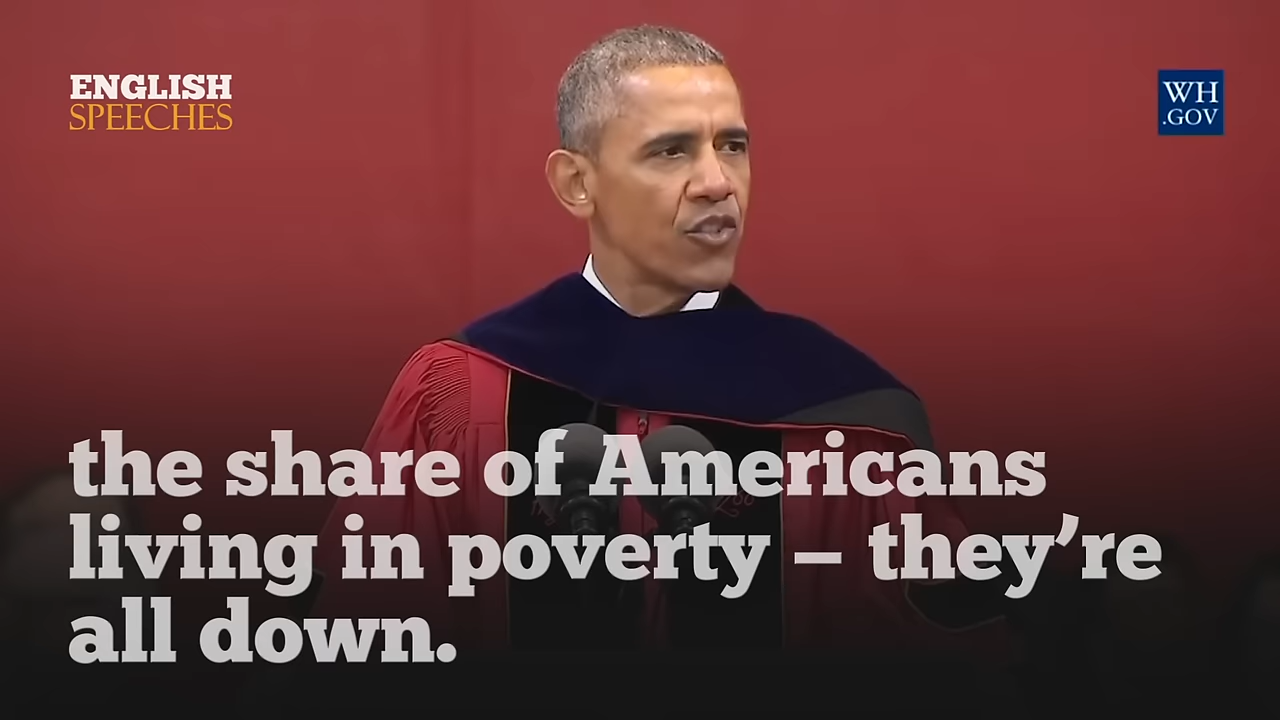 ENGLISH
SPEECHES
WH
.GOV
the share of Americans
living in poverty – they’re
all down.